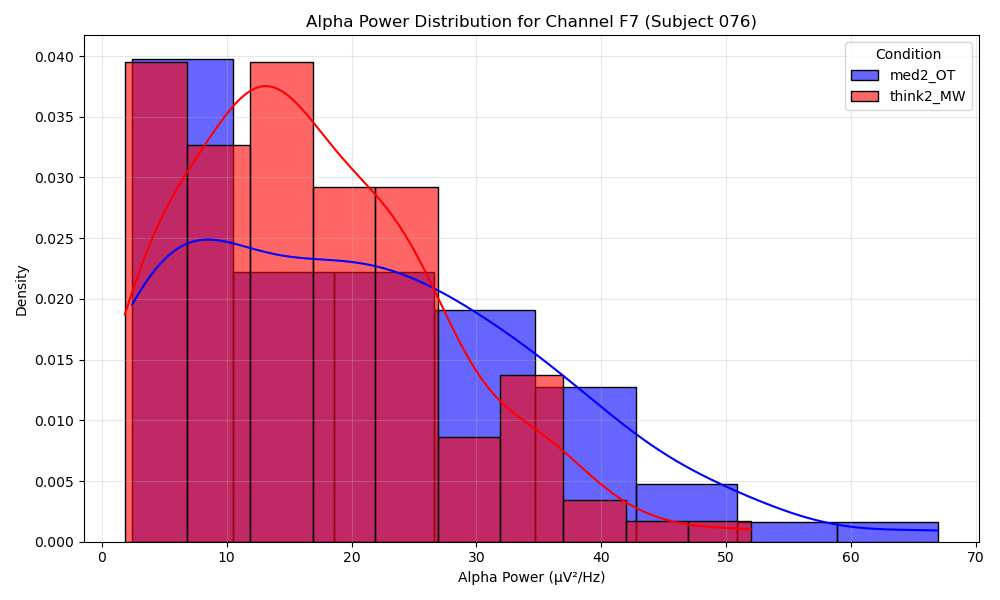 Alpha Power Distribution for Channel F7 (Subject 076)
Condition
med2_OT
think2_MW
Density
0.040
0.035
0.030
0.025
0.020
0.015
0.010
0.005
0.000
0 10 20 30 40 50 60 70
Alpha Power (µV²/Hz)